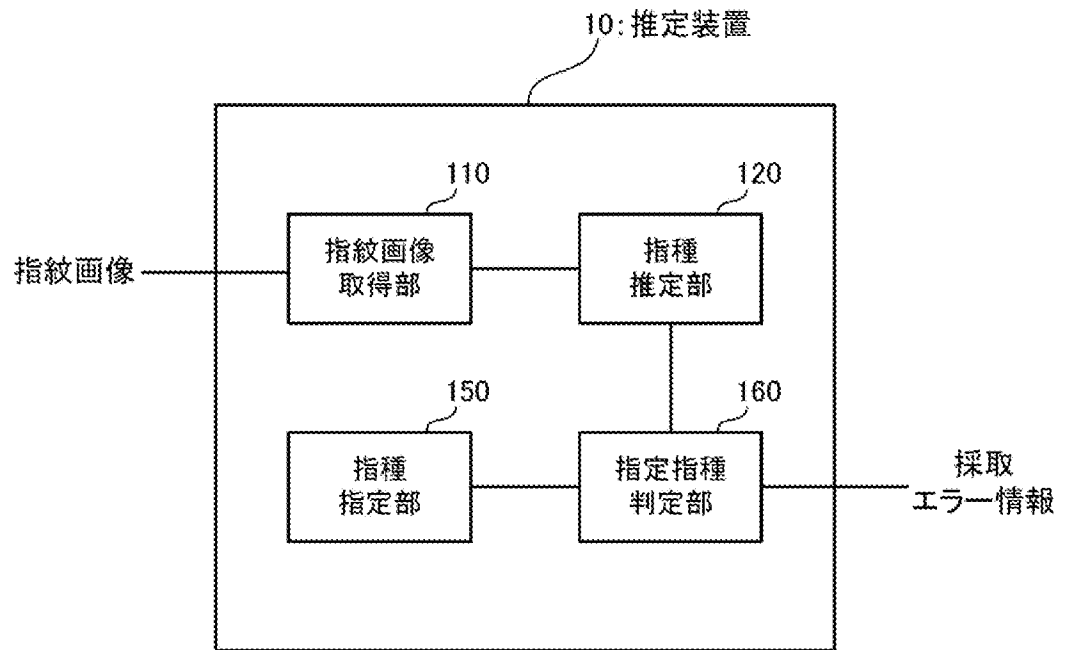 10:推定装置
110
120
指紋画像
取得部
指種
推定部
指紋画像
150
160
指種
指定部
指定指種
判定部
採取
エラー情報